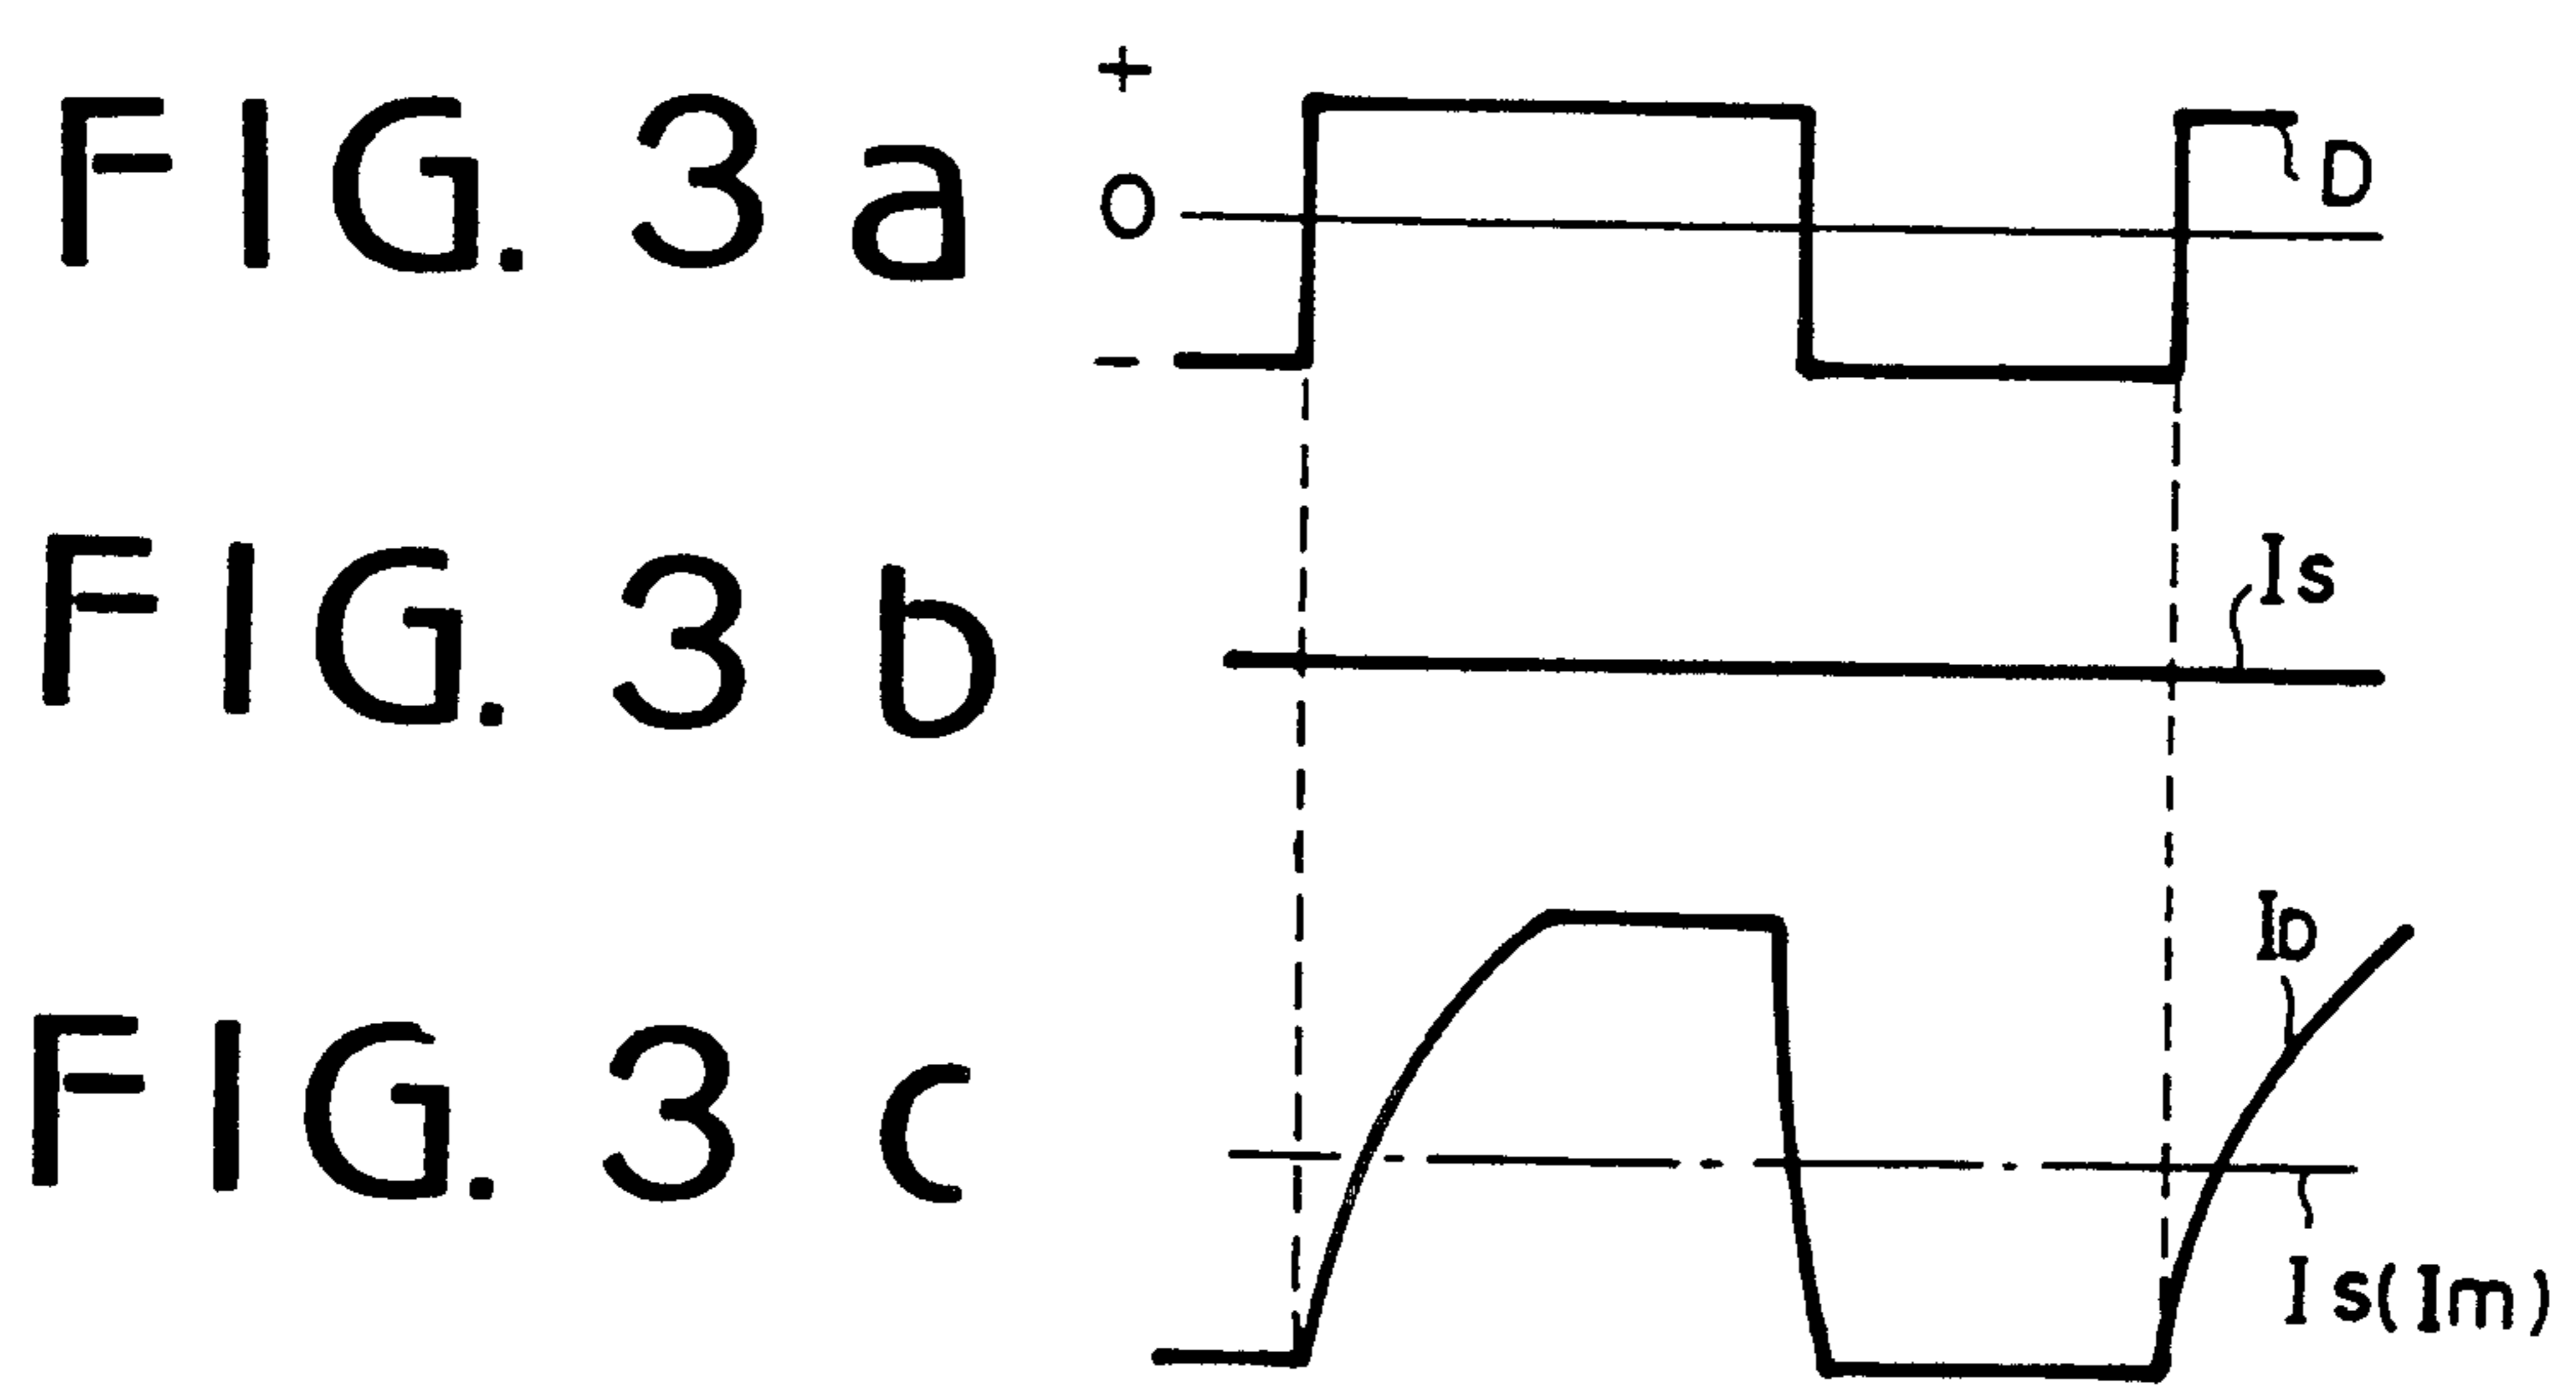 FIG. 3a
+
0
-
D
FIG. 3b
Is
FIG. 3c
ID
Is(Im)